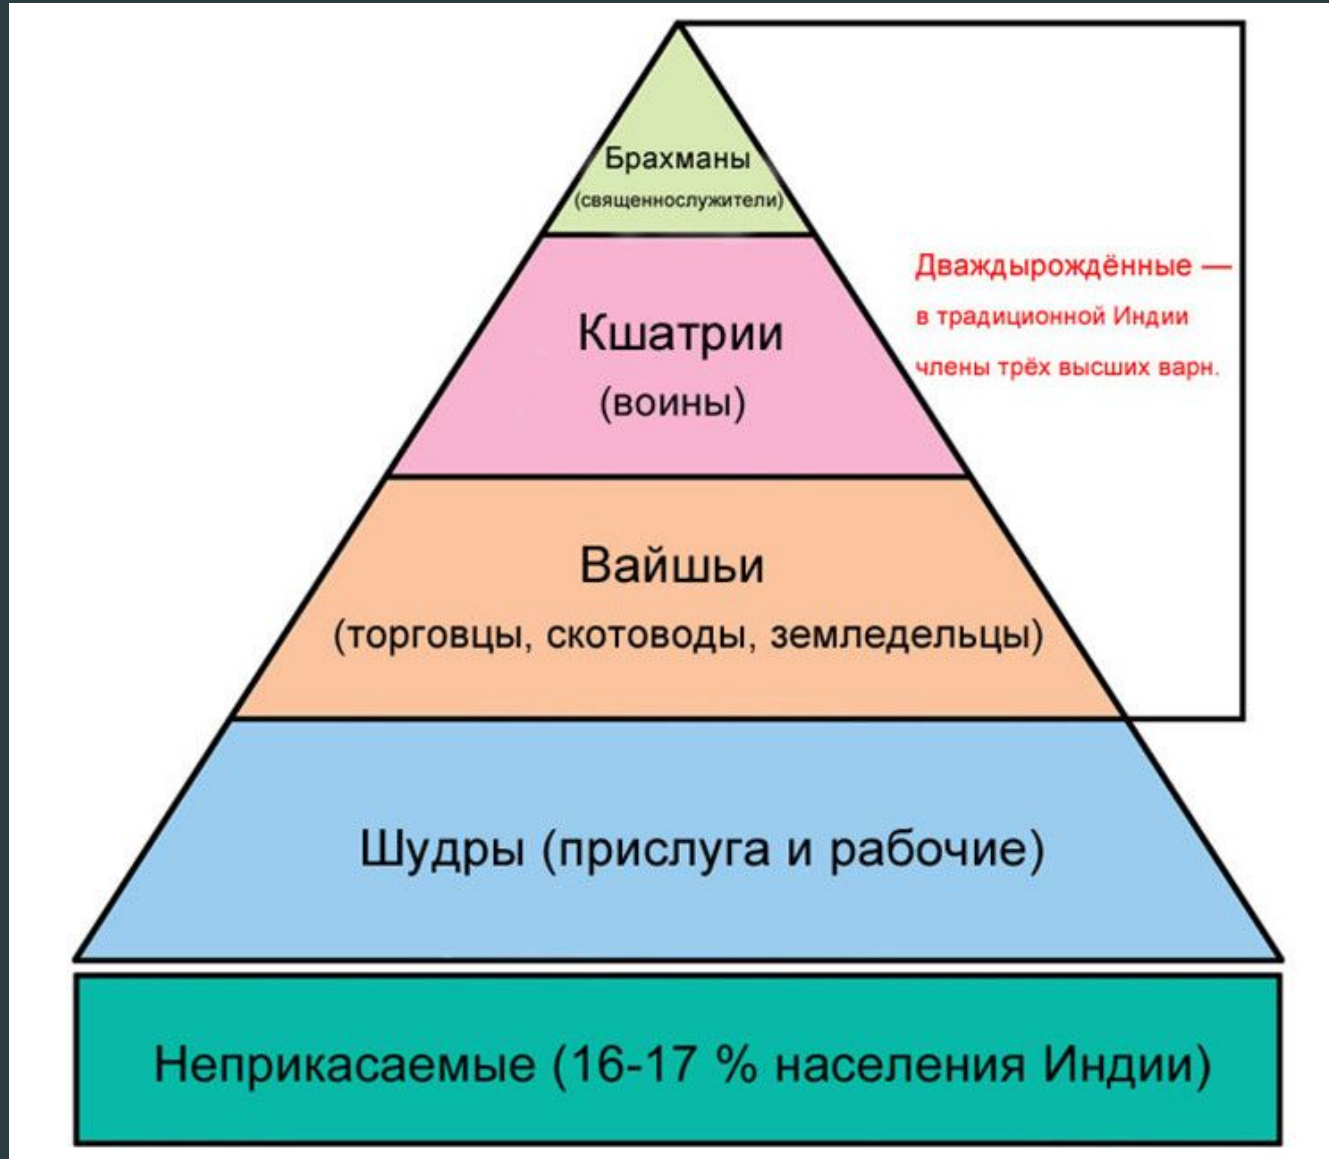 Брахманы
(священнослужители)
Дваждырождённые —
в традиционной Индии
члены трёх высших варн.
Кшатрии
(воины)
Вайшьи
(торговцы, скотоводы, земледельцы)
Шудры (прислуга и рабочие)
Неприкасаемые (16-17 % населения Индии)